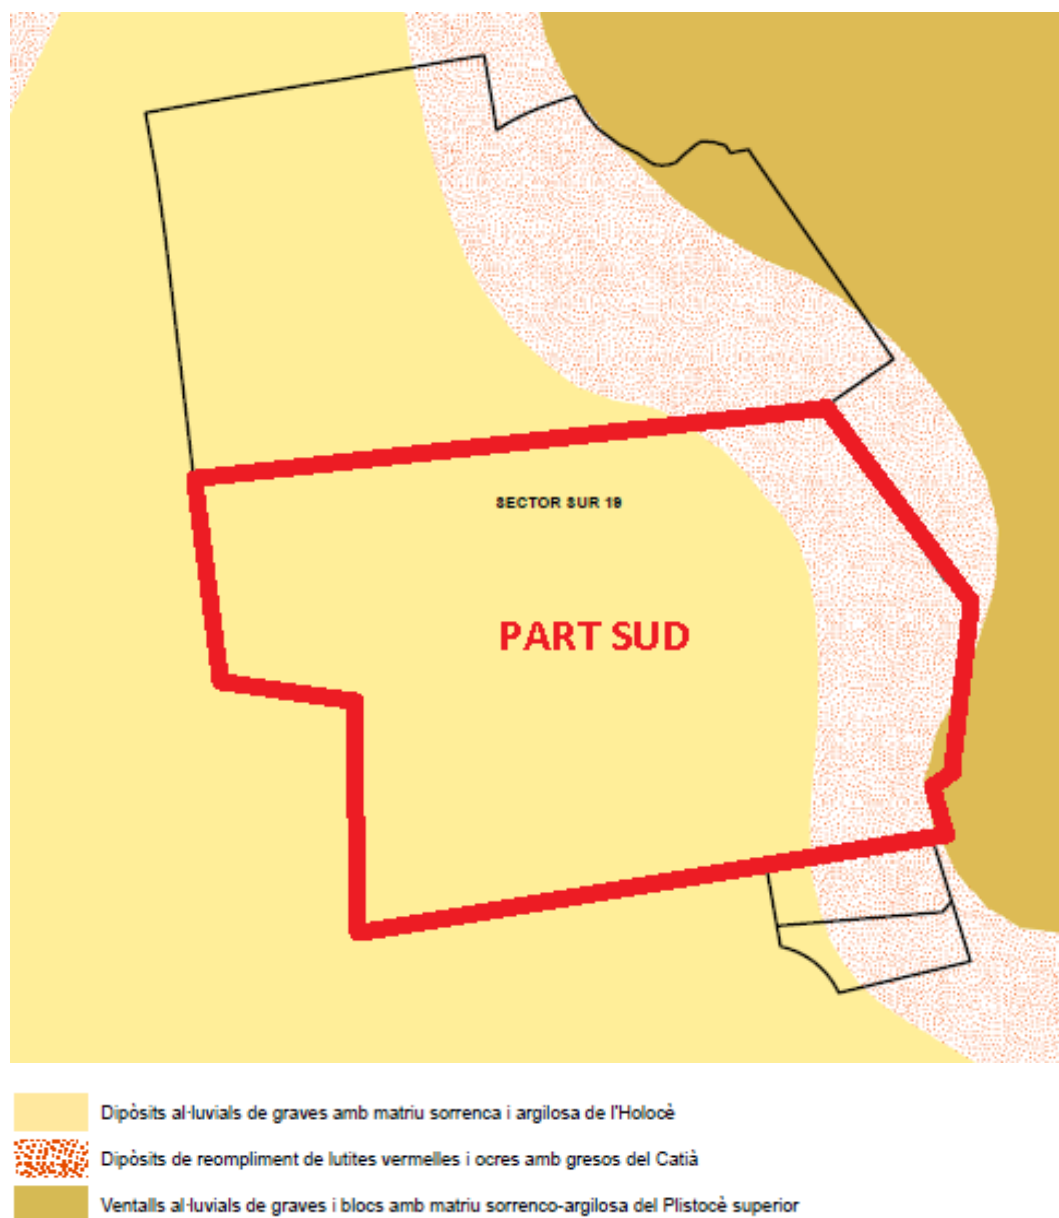 SECTOR SUR 19
PART SUD
Dipòsits al·luvials de graves amb matriu sorrenca i argilosa de l'Holocè
Dipòsits de reompliment de lutites vermelles i ocres amb gresos del Catià
Ventalls al·luvials de graves i blocs amb matriu sorrenco-argilosa del Plistocè superior